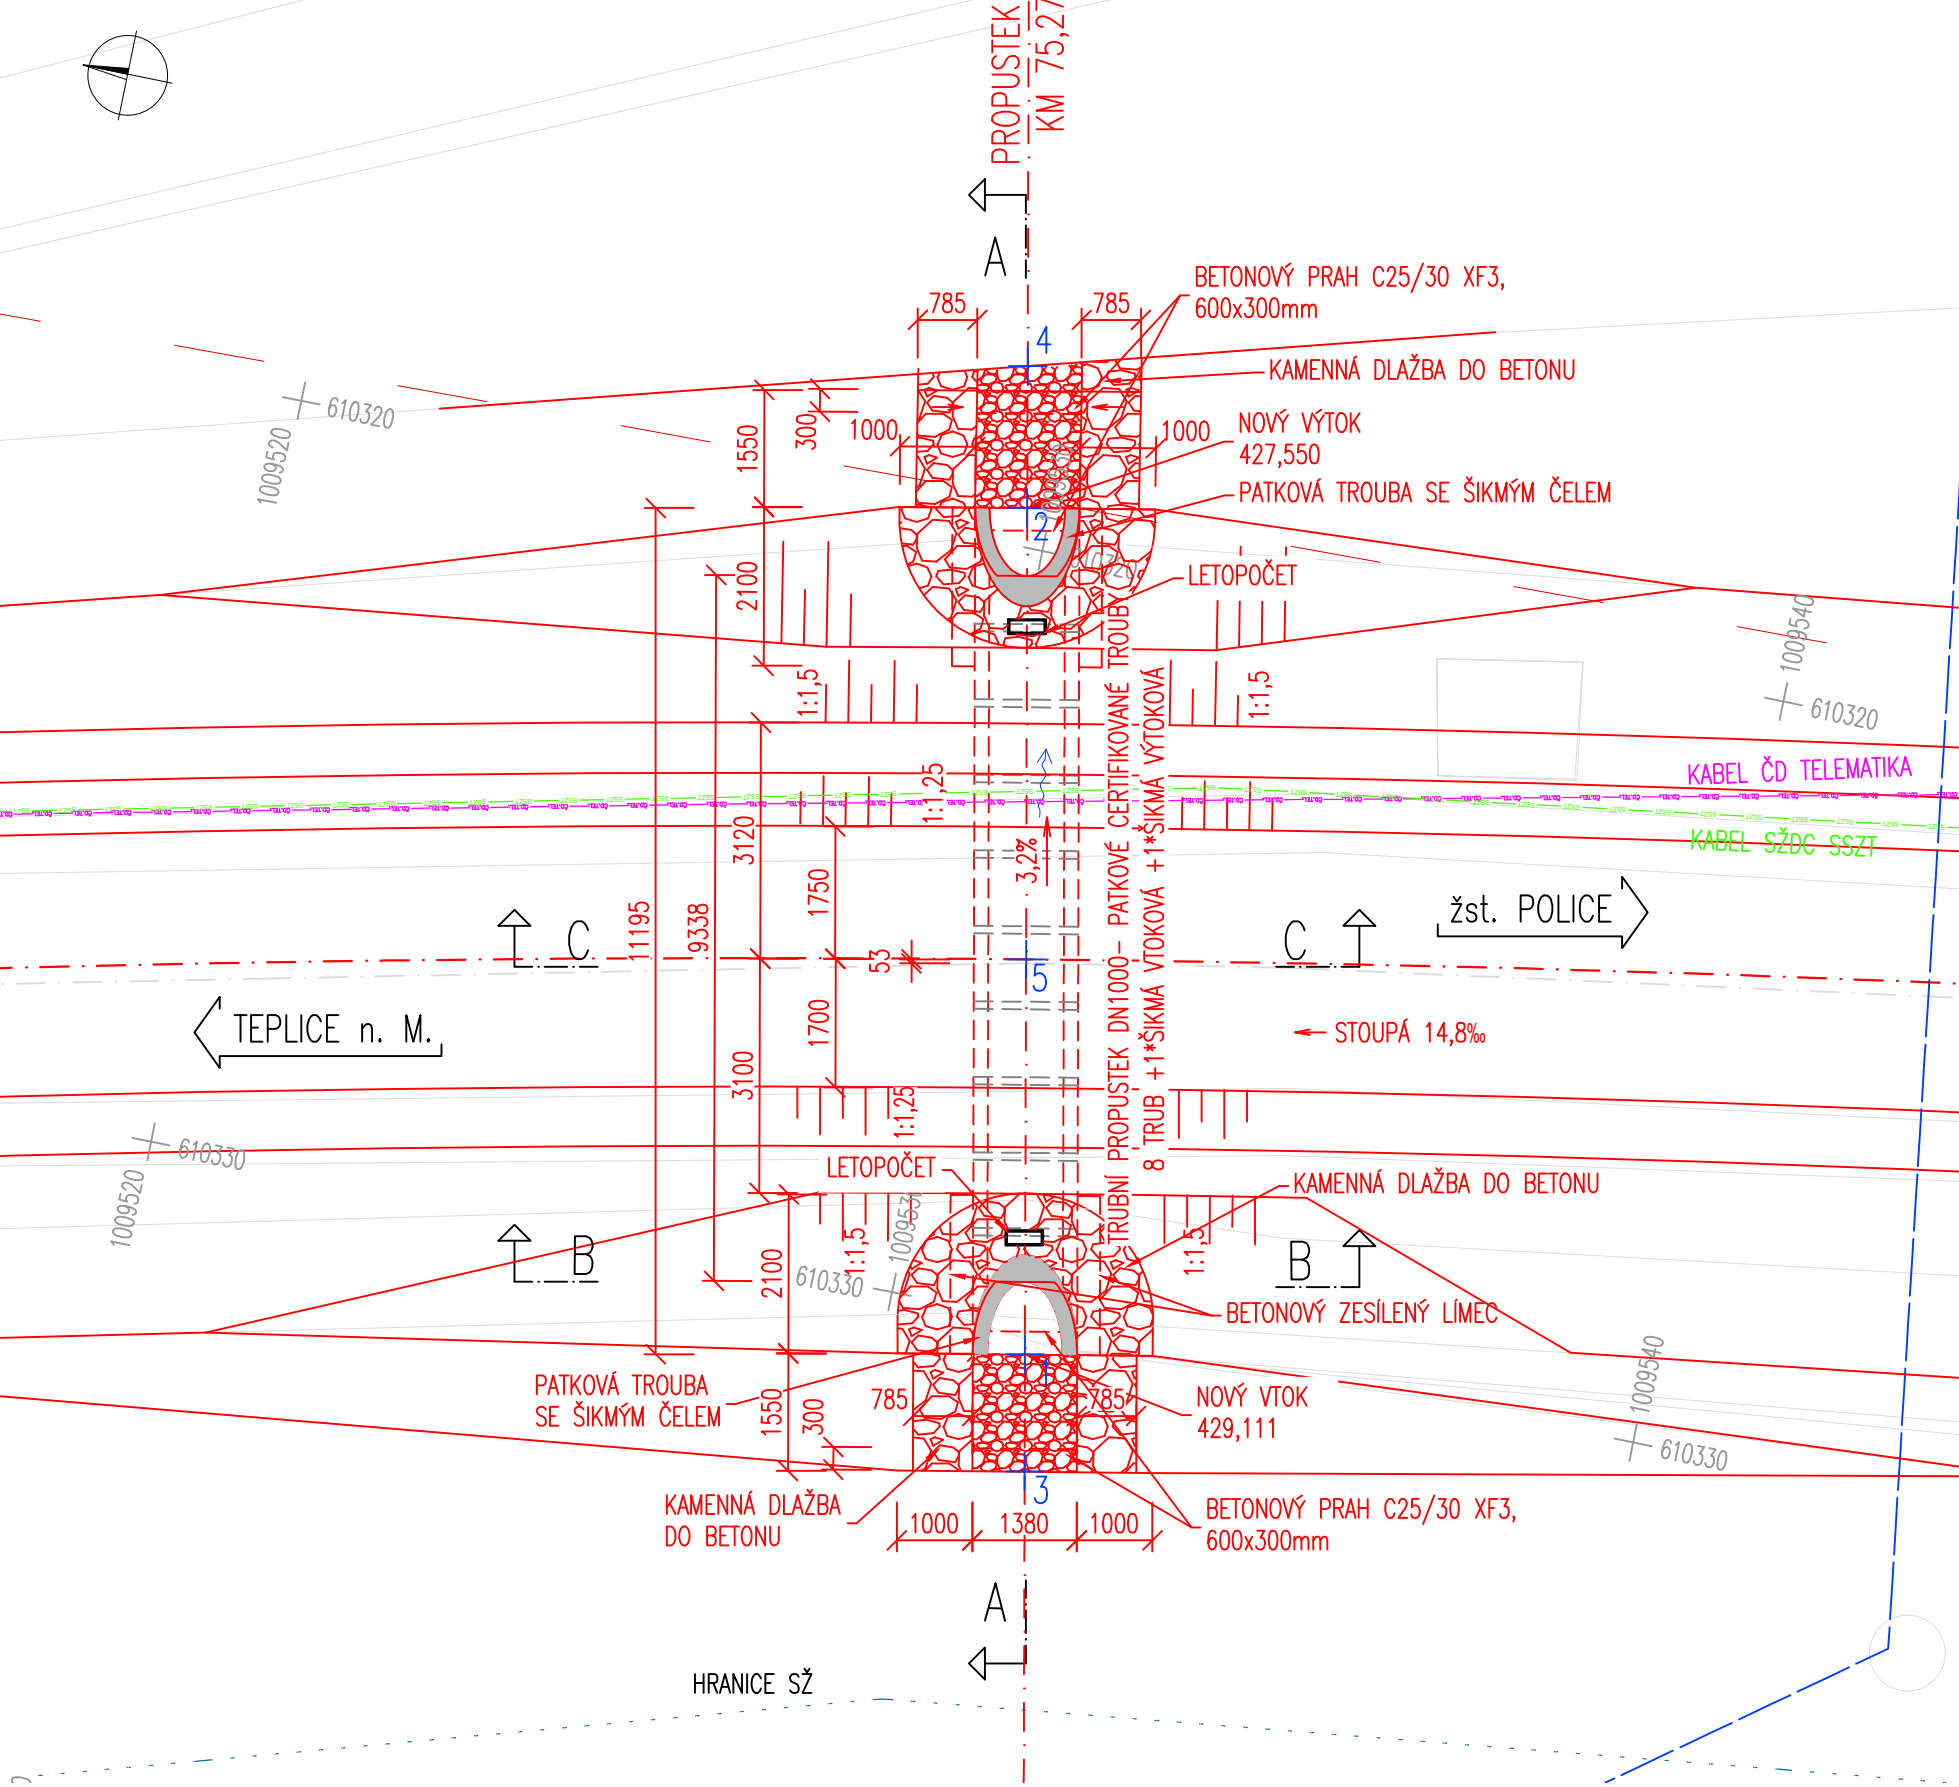 PROPUSTEK
KM 75,27
A
785
785
4
BETONOVÝ PRAH C25/30 XF3,
600x300mm
KAMENNÁ DLAŽBA DO BETONU
610320
1009520
1550
300
1000
1000
NOVÝ VÝTOK
427,550
1009530
PATKOVÁ TROUBA SE ŠIKMÝM ČELEM
2
610320
2100
LETOPOČET
1009540
610320
1:1,5
1:1,5
TRUBNÍ PROPUSTEK DN1000- PATKOVÉ CERTIFIKOVANÉ TROUBY
8 TRUB +1*ŠIKMÁ VTOKOVÁ +1*ŠIKMÁ VÝTOKOVÁ
KABEL ČD TELEMATIKA
1:1,25
KABEL SŽDC SSZT
3120
3,2%
1750
11195
9338
C
C
žst. POLICE
53
5
TEPLICE n. M.
1700
STOUPÁ 14,8‰
3100
1:1,25
610330
1009520
LETOPOČET
KAMENNÁ DLAŽBA DO BETONU
1009530
B
B
1:1,5
1:1,5
2100
610330
BETONOVÝ ZESÍLENÝ LÍMEC
1009540
PATKOVÁ TROUBA
SE ŠIKMÝM ČELEM
1
785
785
NOVÝ VTOK
429,111
1550
300
610330
3
KAMENNÁ DLAŽBA
DO BETONU
1000
1380
1000
BETONOVÝ PRAH C25/30 XF3,
600x300mm
A
HRANICE SŽ